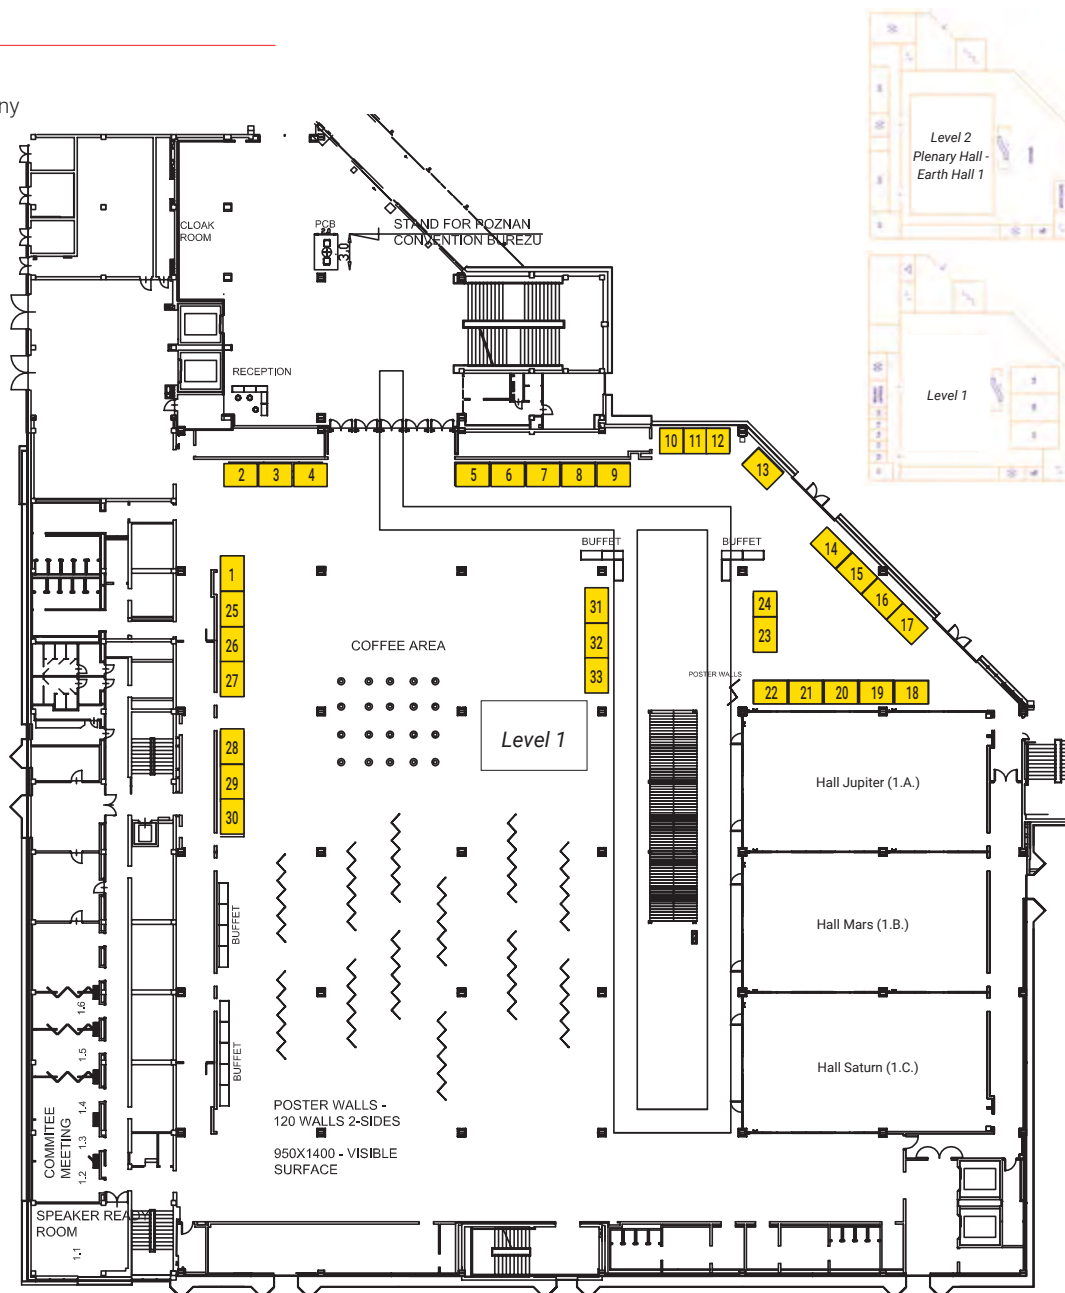 ny
Level 2
Plenary Hall -
Earth Hall 1
Level 1
CLOAK
ROOM
PCB
3.0
STAND FOR POZNAN
CONVENTION BUREZU
RECEPTION
10 11 12
2 3 4
5 6 7 8 9
13
14
15
16
17
BUFFET
BUFFET
1
25
26
27
31
32
33
24
23
COFFEE AREA
POSTER WALLS
22 21 20 19 18
Level 1
28
29
30
Hall Jupiter (1.A.)
BUFFET
Hall Mars (1.B.)
1.6
1.5
BUFFET
Hall Saturn (1.C.)
1.4
1.3
1.2
COMMITEE
MEETING
POSTER WALLS -
120 WALLS 2-SIDES
950X1400 - VISIBLE
SURFACE
SPEAKER READY
ROOM
1.1